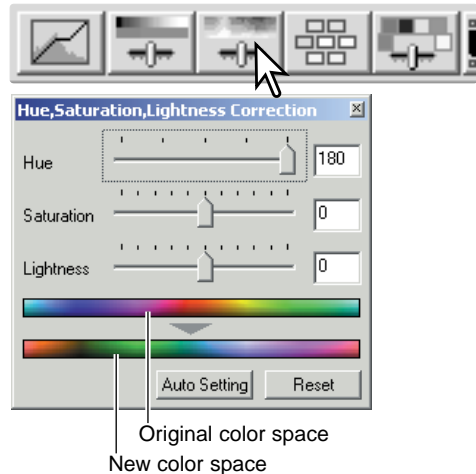 Hue,Saturation,Lightness Correction
Hue 180
Saturation 0
Lightness 0
Auto Setting Reset
Original color space
New color space